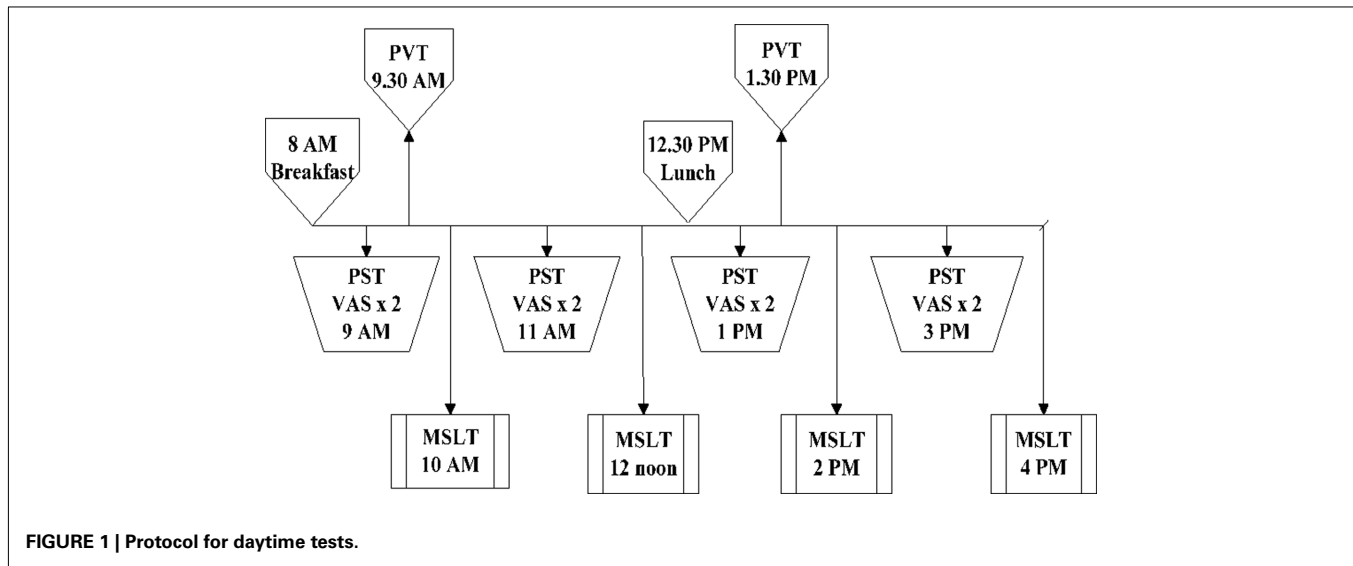 PVT
9.30 AM
PVT
1.30 PM
8 AM
Breakfast
12.30 PM
Lunch
PST
VAS x 2
9 AM
PST
VAS x 2
11 AM
PST
VAS x 2
1 PM
PST
VAS x 2
3 PM
MSLT
10 AM
MSLT
12 noon
MSLT
2 PM
MSLT
4 PM
FIGURE 1 | Protocol for daytime tests.